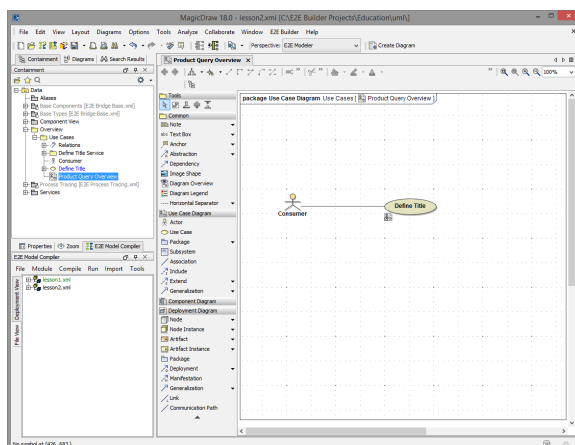 MagicDraw 18.0 - lesson2.xml [C:\E2E Builder Projects\Education\uml\]
File Edit View Layout Diagrams Options Tools Analyze Collaborate Window E2E Builder Help
Perspective: E2E Modeler Create Diagram
Containment Diagrams Search Results
Containment
Data
Aliases
Base Components [E2E Bridge Base.xml]
Base Types [E2E Bridge Base.xml]
Component View
Overview
Use Cases
Relations
Define Title Service
Consumer
Define Title
Product Query Overview
Process Tracing [E2E Process Tracing.xml]
Services
Properties Zoom E2E Model Compiler
E2E Model Compiler
File Module Compile Run Import Tools
Deployment View
File View
lesson1.xml
lesson2.xml
Product Query Overview
100%
Tools
Common
Note
Text Box
Anchor
Abstraction
Dependency
Image Shape
Diagram Overview
Diagram Legend
Horizontal Separator
Use Case Diagram
Actor
Use Case
Package
Subsystem
Association
Include
Extend
Generalization
Component Diagram
Deployment Diagram
Node
Node Instance
Artifact
Artifact Instance
Package
Deployment
Manifestation
Generalization
Link
Communication Path
package Use Case Diagram Use Cases [ Product Query Overview ]
Consumer
Define Title
No symbol at (426, 683)